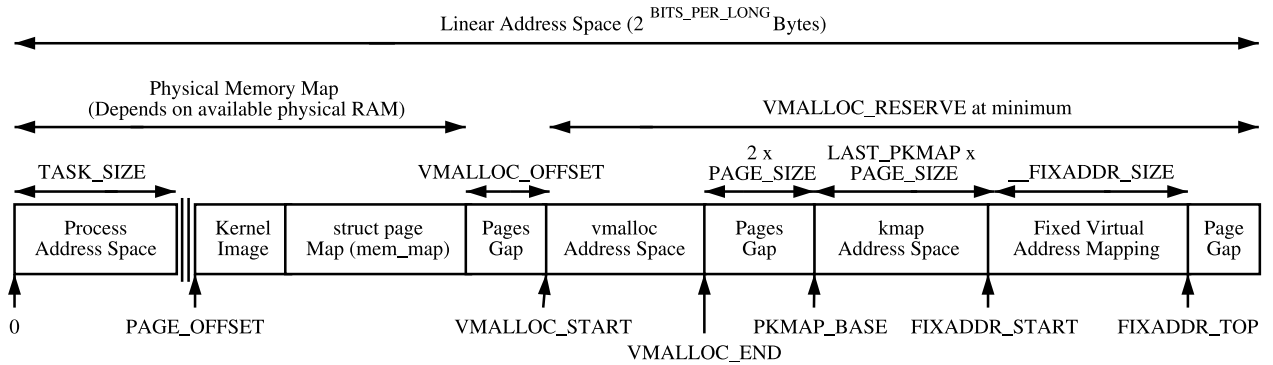 Linear Address Space (2 BITS_PER_LONG Bytes)
Physical Memory Map
(Depends on available physical RAM)
VMALLOC_RESERVE at minimum
TASK_SIZE
VMALLOC_OFFSET
2 x
PAGE_SIZE
LAST_PKMAP x
PAGE_SIZE
__FIXADDR_SIZE
Process
Address Space
Kernel
Image
struct page
Map (mem_map)
Pages
Gap
vmalloc
Address Space
Pages
Gap
kmap
Address Space
Fixed Virtual
Address Mapping
Page
Gap
0
PAGE_OFFSET
VMALLOC_START
VMALLOC_END
PKMAP_BASE
FIXADDR_START
FIXADDR_TOP